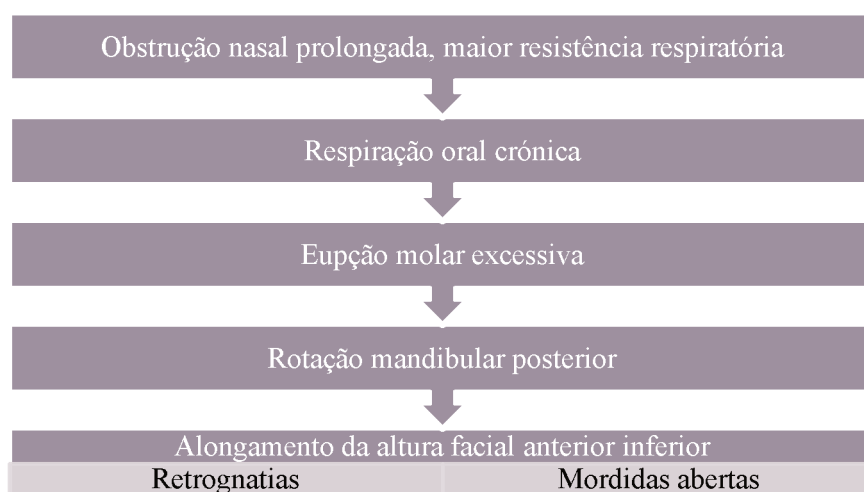 Obstrução nasal prolongada, maior resistência respiratória
Respiração oral crónica
Eupção molar excessiva
Rotação mandibular posterior
Alongamento da altura facial anterior inferior
Retrognatias
Mordidas abertas